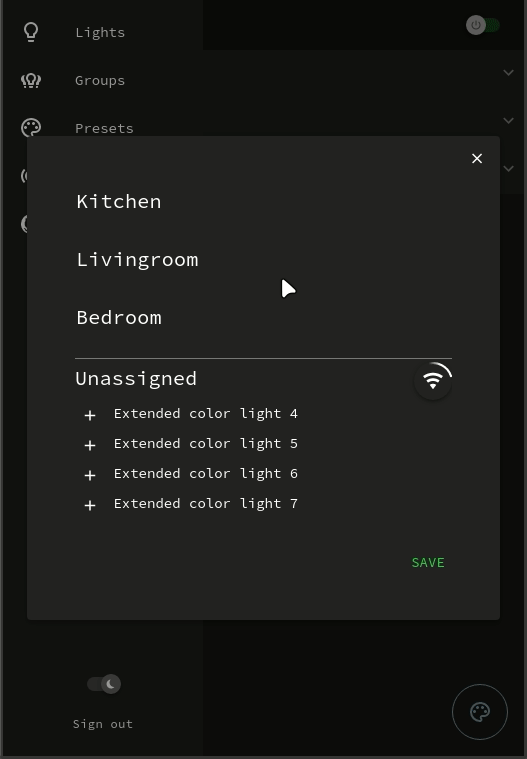 Lights
Groups
Presets
Kitchen
Livingroom
Bedroom
Unassigned
Extended color light 4
Extended color light 5
Extended color light 6
Extended color light 7
SAVE
Sign out